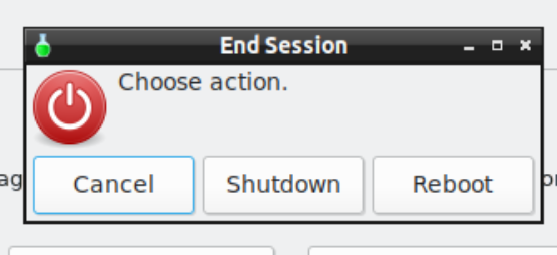 End Session
Choose action.
Cancel Shutdown Reboot